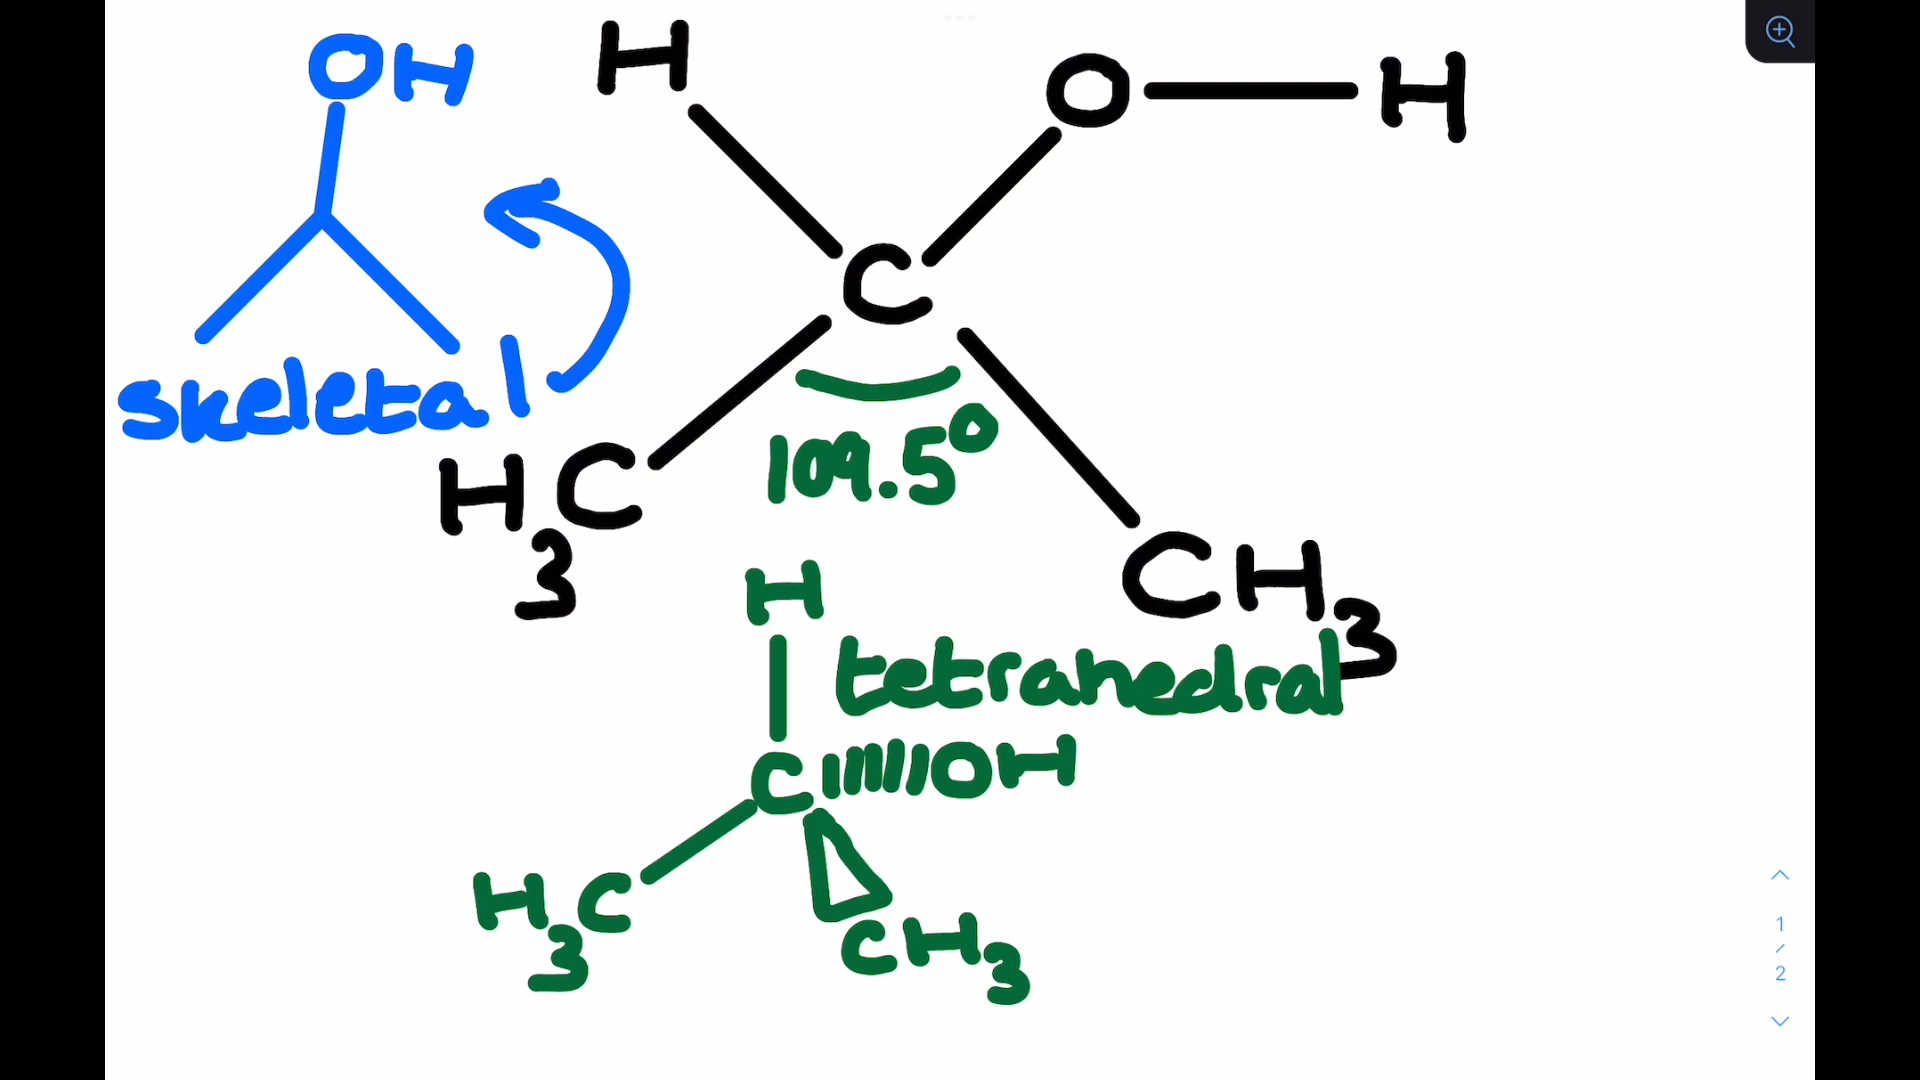 OH
skeletal
H
O
H
C
H3C
CH3
109.5°
tetrahedral
H
C
OH
H3C
CH3
1
/
2